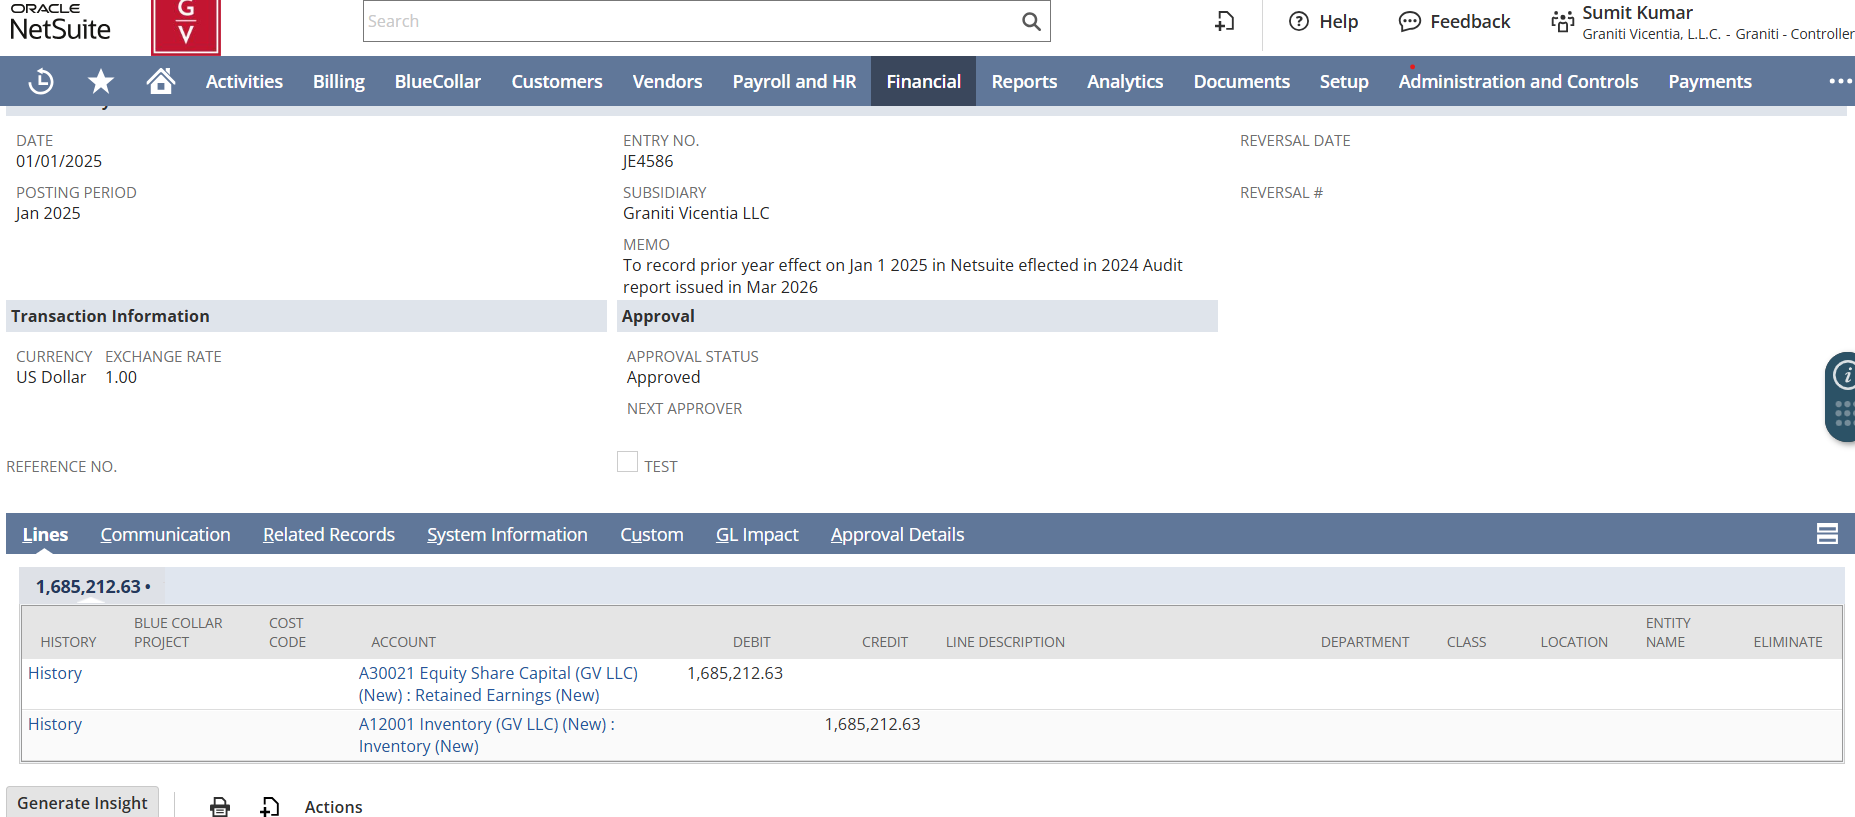 ORACLE
NetSuite
G
V
Search
Help
Feedback
Sumit Kumar
Graniti Vicentia, L.L.C. - Graniti - Controller
Activities Billing BlueCollar Customers Vendors Payroll and HR Financial Reports Analytics Documents Setup Administration and Controls Payments
DATE
01/01/2025
POSTING PERIOD
Jan 2025
ENTRY NO.
JE4586
SUBSIDIARY
Graniti Vicentia LLC
MEMO
To record prior year effect on Jan 1 2025 in Netsuite eflected in 2024 Audit
report issued in Mar 2026
REVERSAL DATE
REVERSAL #
Transaction Information
CURRENCY EXCHANGE RATE
US Dollar 1.00
Approval
APPROVAL STATUS
Approved
NEXT APPROVER
REFERENCE NO.
TEST
Lines Communication Related Records System Information Custom GL Impact Approval Details
1,685,212.63 •
HISTORY BLUE COLLAR PROJECT COST CODE ACCOUNT DEBIT CREDIT LINE DESCRIPTION DEPARTMENT CLASS LOCATION ENTITY NAME ELIMINATE
History A30021 Equity Share Capital (GV LLC) 1,685,212.63
(New) : Retained Earnings (New)
History A12001 Inventory (GV LLC) (New) : 1,685,212.63
Inventory (New)
Generate Insight Actions